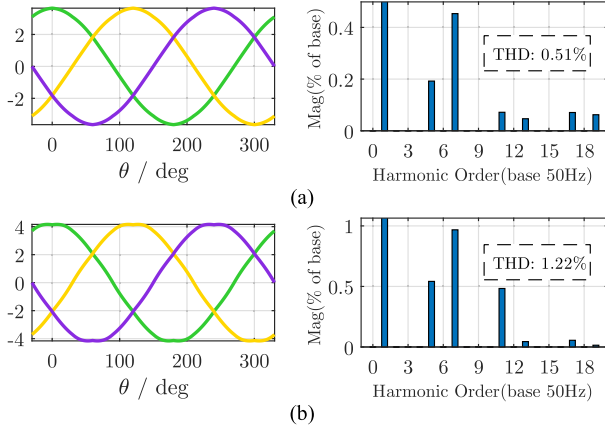 2
0
-2
0
100
200
300
θ / deg
Mag(% of base)
0.4
0.2
0
THD: 0.51%
0 3 6 9 12 15 18
Harmonic Order(base 50Hz)
(a)
4
2
0
-2
-4
0
100
200
300
θ / deg
Mag(% of base)
1
0.5
0
THD: 1.22%
0 3 6 9 12 15 18
Harmonic Order(base 50Hz)
(b)